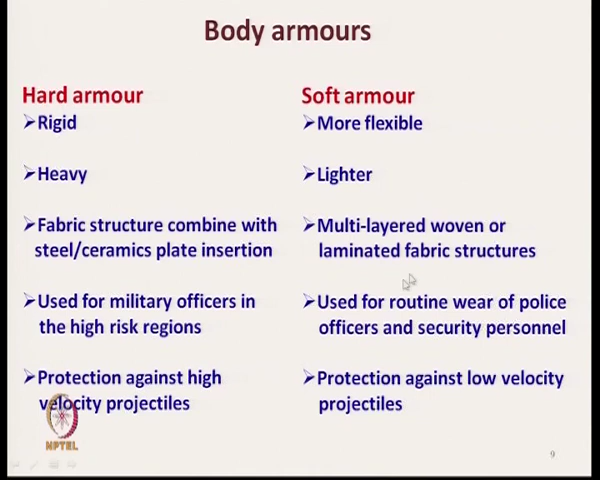 Body armours
Hard armour
➢Rigid
➢Heavy
➢Fabric structure combine with
steel/ceramics plate insertion
➢Used for military officers in
the high risk regions
➢Protection against high
velocity projectiles
Soft armour
➢More flexible
➢Lighter
➢Multi-layered woven or
laminated fabric structures
➢Used for routine wear of police
officers and security personnel
➢Protection against low velocity
projectiles
NPTEL
9